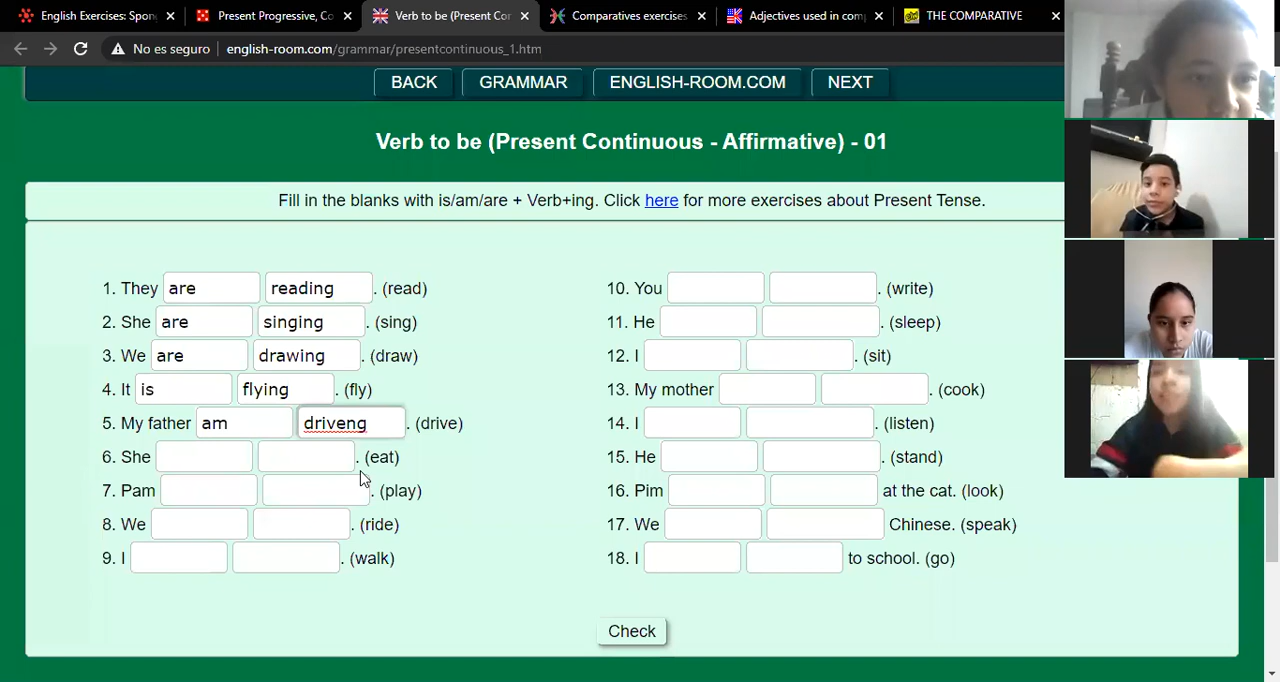 English Exercises: Spon
Present Progressive, Co
Verb to be (Present Con
Comparatives exercises
Adjectives used in com
THE COMPARATIVE
No es seguro
english-room.com/grammar/presentcontinuous_1.htm
BACK
GRAMMAR
ENGLISH-ROOM.COM
NEXT
Verb to be (Present Continuous - Affirmative) - 01
Fill in the blanks with is/am/are + Verb+ing. Click here for more exercises about Present Tense.
1. They are reading . (read)
2. She are singing . (sing)
3. We are drawing . (draw)
4. It is flying . (fly)
5. My father am driveng . (drive)
6. She . (eat)
7. Pam . (play)
8. We . (ride)
9. I . (walk)
10. You . (write)
11. He . (sleep)
12. I . (sit)
13. My mother . (cook)
14. I . (listen)
15. He . (stand)
16. Pim at the cat. (look)
17. We Chinese. (speak)
18. I to school. (go)
Check